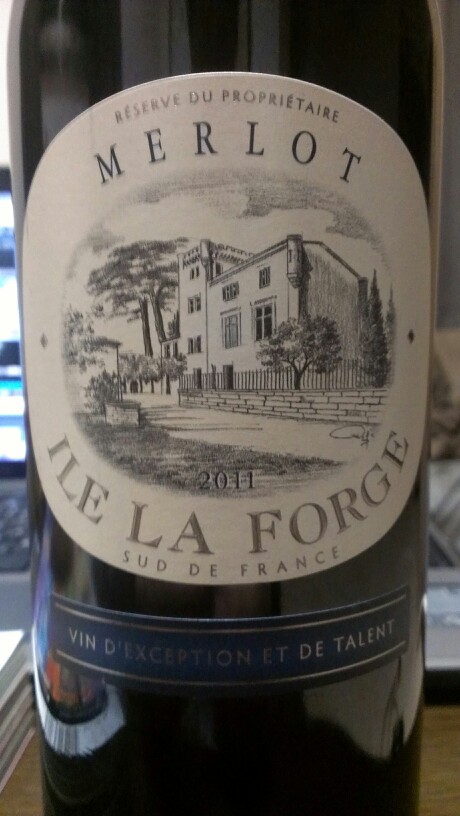 RÉSERVE DU PROPRIÉTAIRE
MERLOT
2011
ILE LA FORGE
SUD DE FRANCE
VIN D'EXCEPTION ET DE TALENT